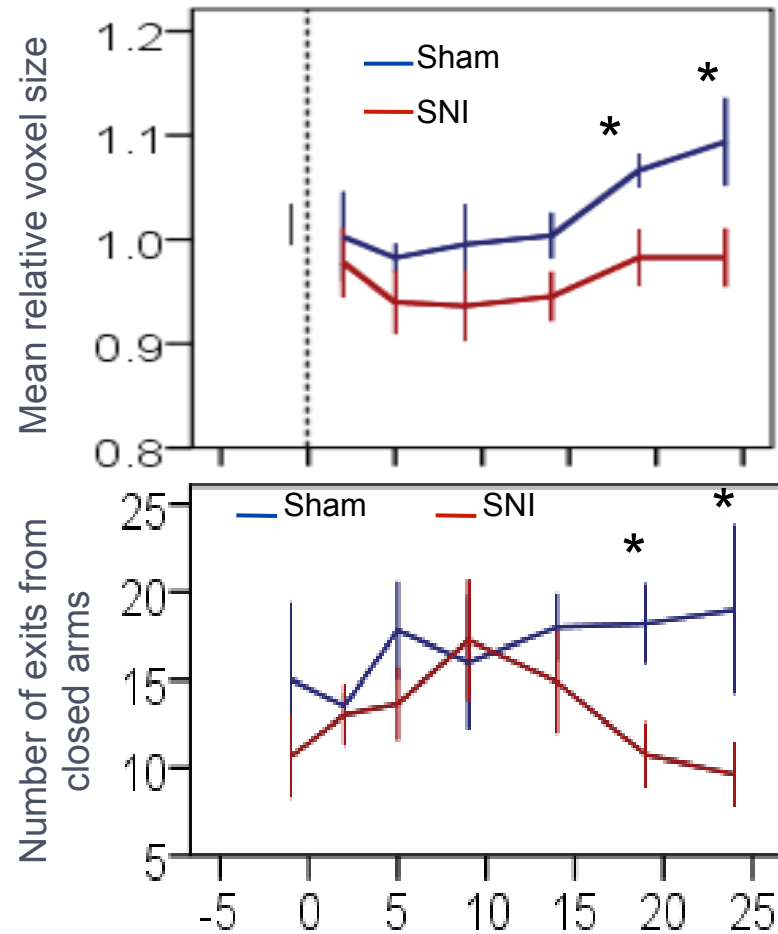 Mean relative voxel size
1.2
1.1
1.0
0.9
0.8
Sham
SNI
*
*
Number of exits from
closed arms
25
20
15
10
5
Sham SNI
*
*
-5 0 5 10 15 20 25